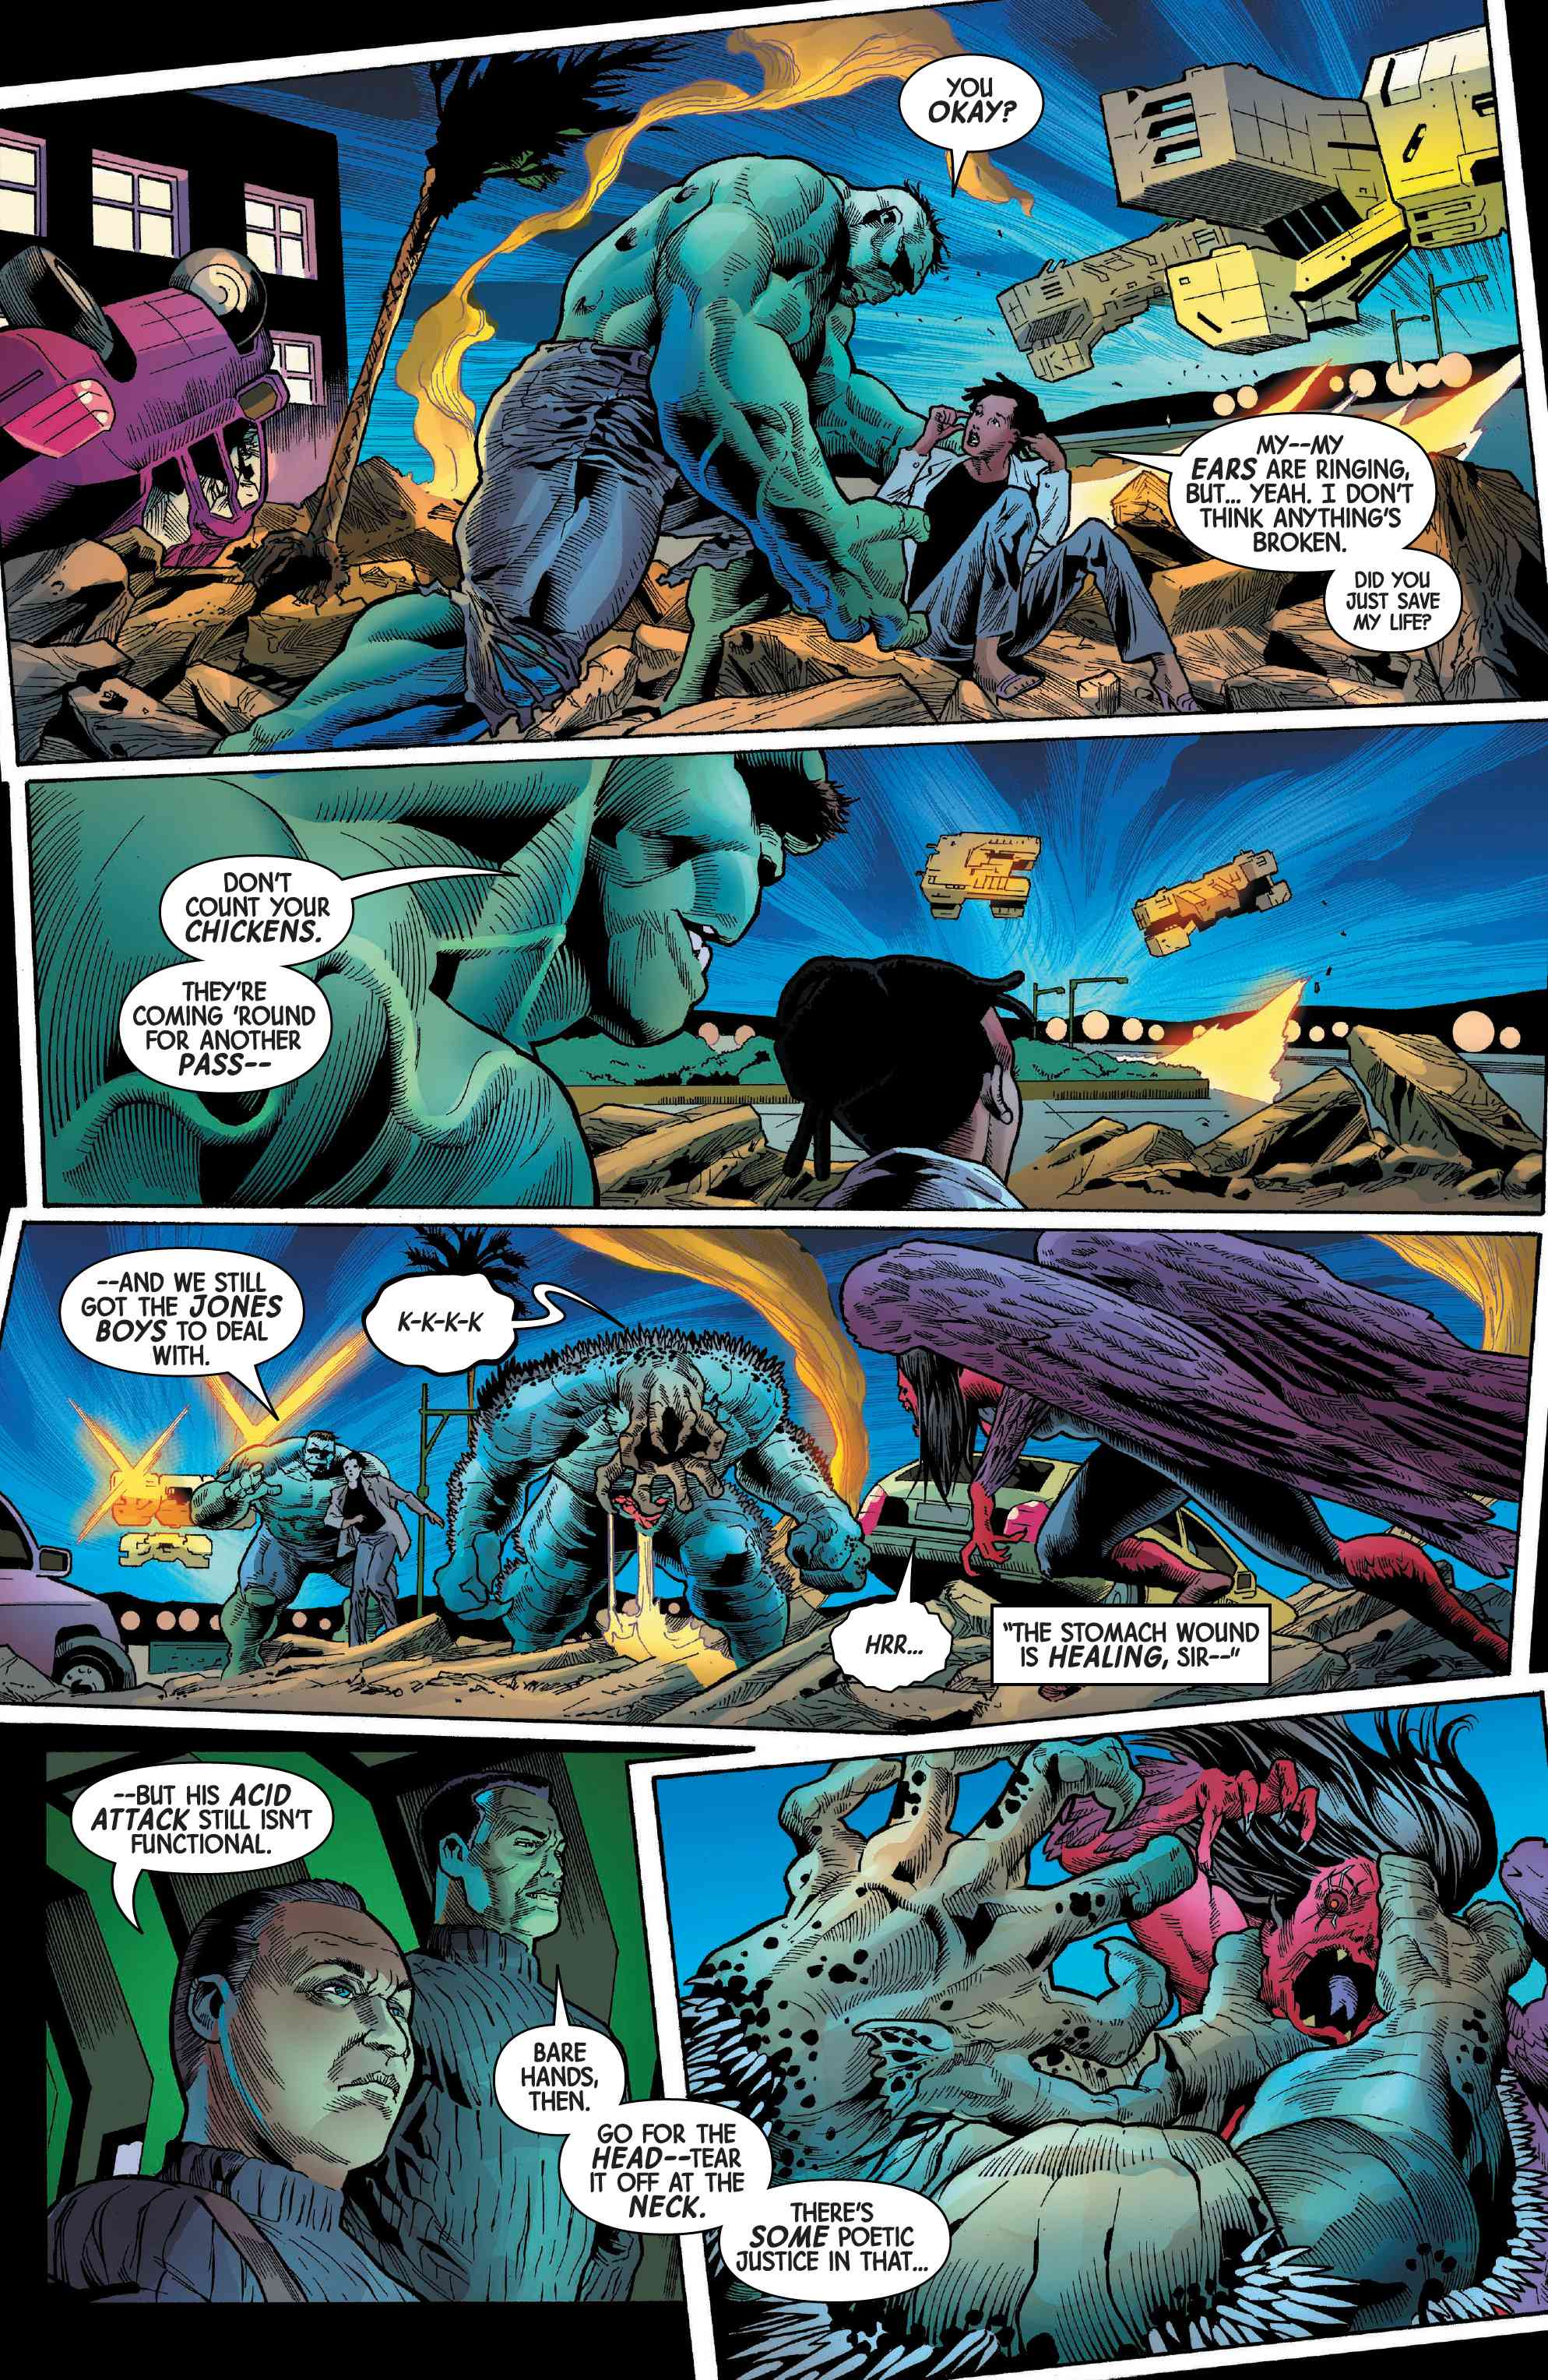 YOU
OKAY?
MY--MY
EARS ARE RINGING,
BUT... YEAH. I DON'T
THINK ANYTHING'S
BROKEN.
DID YOU
JUST SAVE
MY LIFE?
DON'T
COUNT YOUR
CHICKENS.
THEY'RE
COMING 'ROUND
FOR ANOTHER
PASS--
--AND WE STILL
GOT THE JONES
BOYS TO DEAL
WITH.
K-K-K-K
HRR...
"THE STOMACH WOUND
IS HEALING, SIR--"
--BUT HIS ACID
ATTACK STILL ISN'T
FUNCTIONAL.
BARE
HANDS,
THEN.
GO FOR THE
HEAD--TEAR
IT OFF AT THE
NECK.
THERE'S
SOME POETIC
JUSTICE IN THAT...